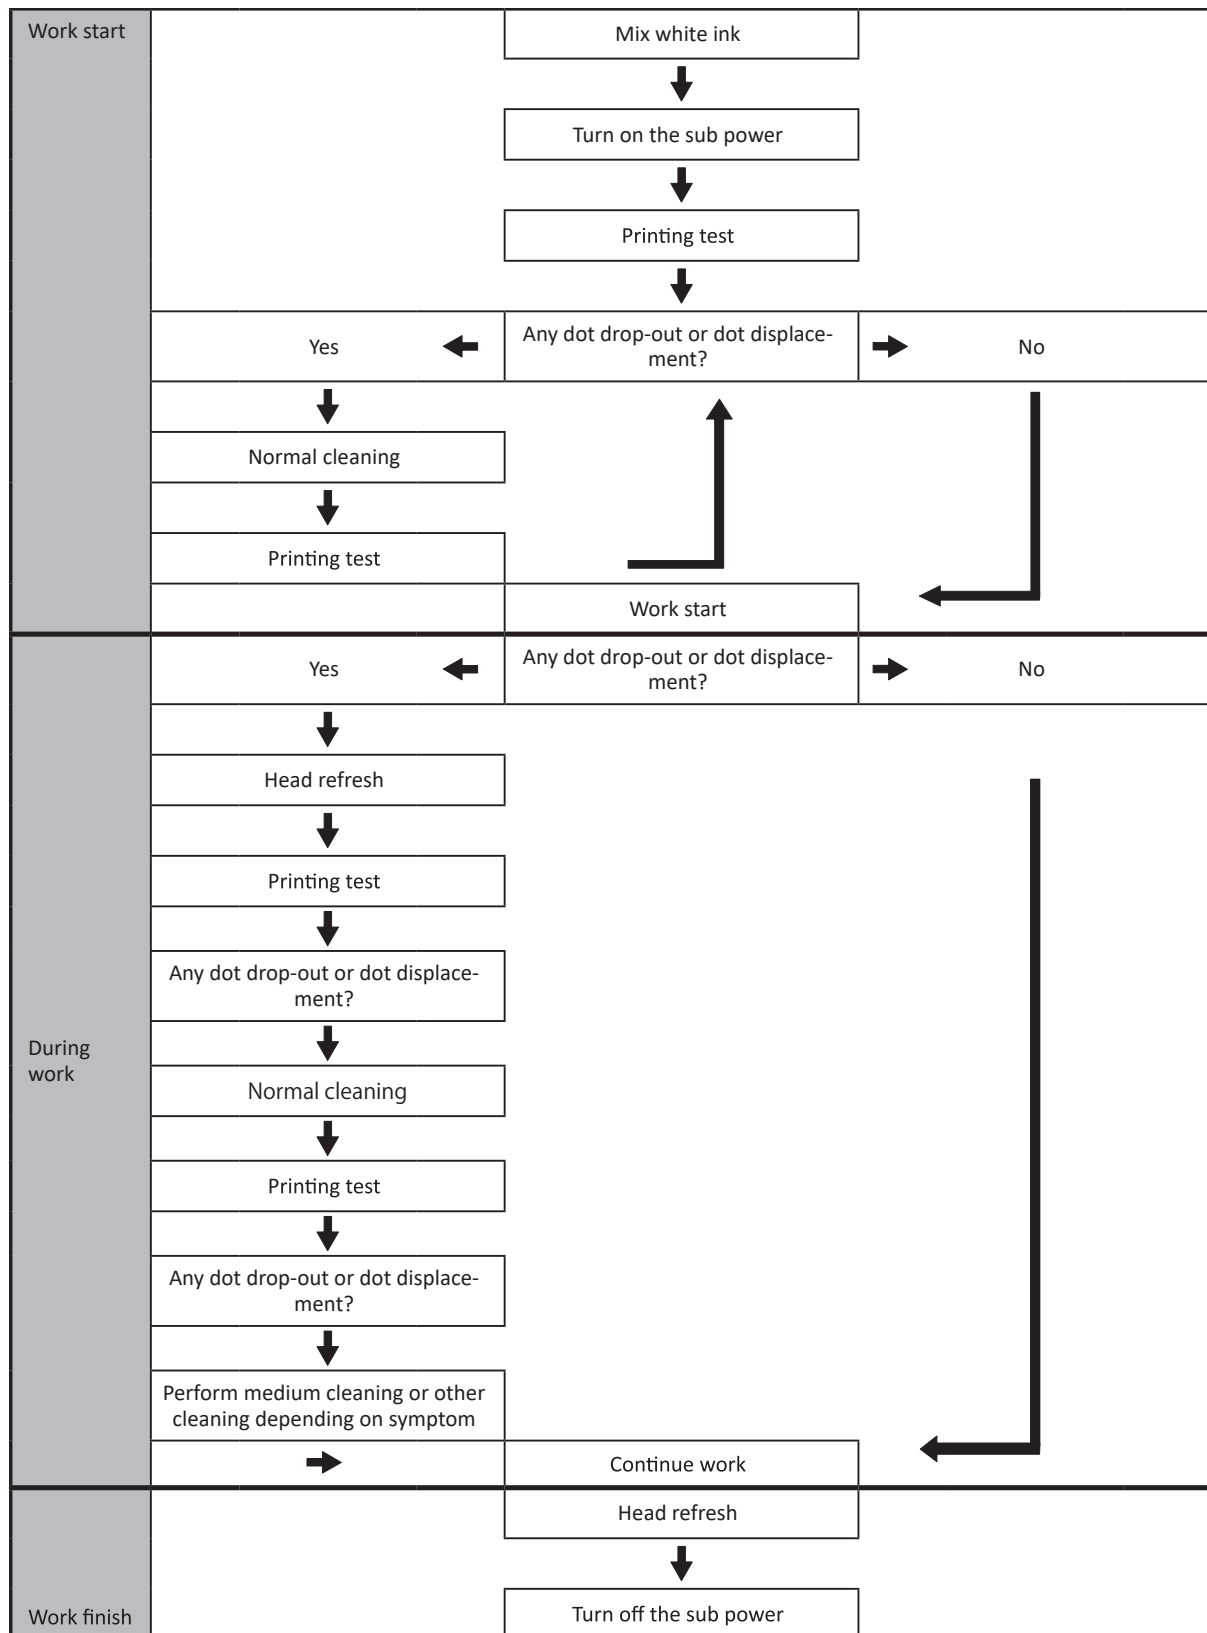 Work start
Mix white ink
Turn on the sub power
Printing test
Yes
Any dot drop-out or dot displace-
ment?
No
Normal cleaning
Printing test
Work start
Yes
Any dot drop-out or dot displace-
ment?
No
Head refresh
Printing test
Any dot drop-out or dot displace-
ment?
During
work
Normal cleaning
Printing test
Any dot drop-out or dot displace-
ment?
Perform medium cleaning or other
cleaning depending on symptom
Continue work
Head refresh
Work finish
Turn off the sub power